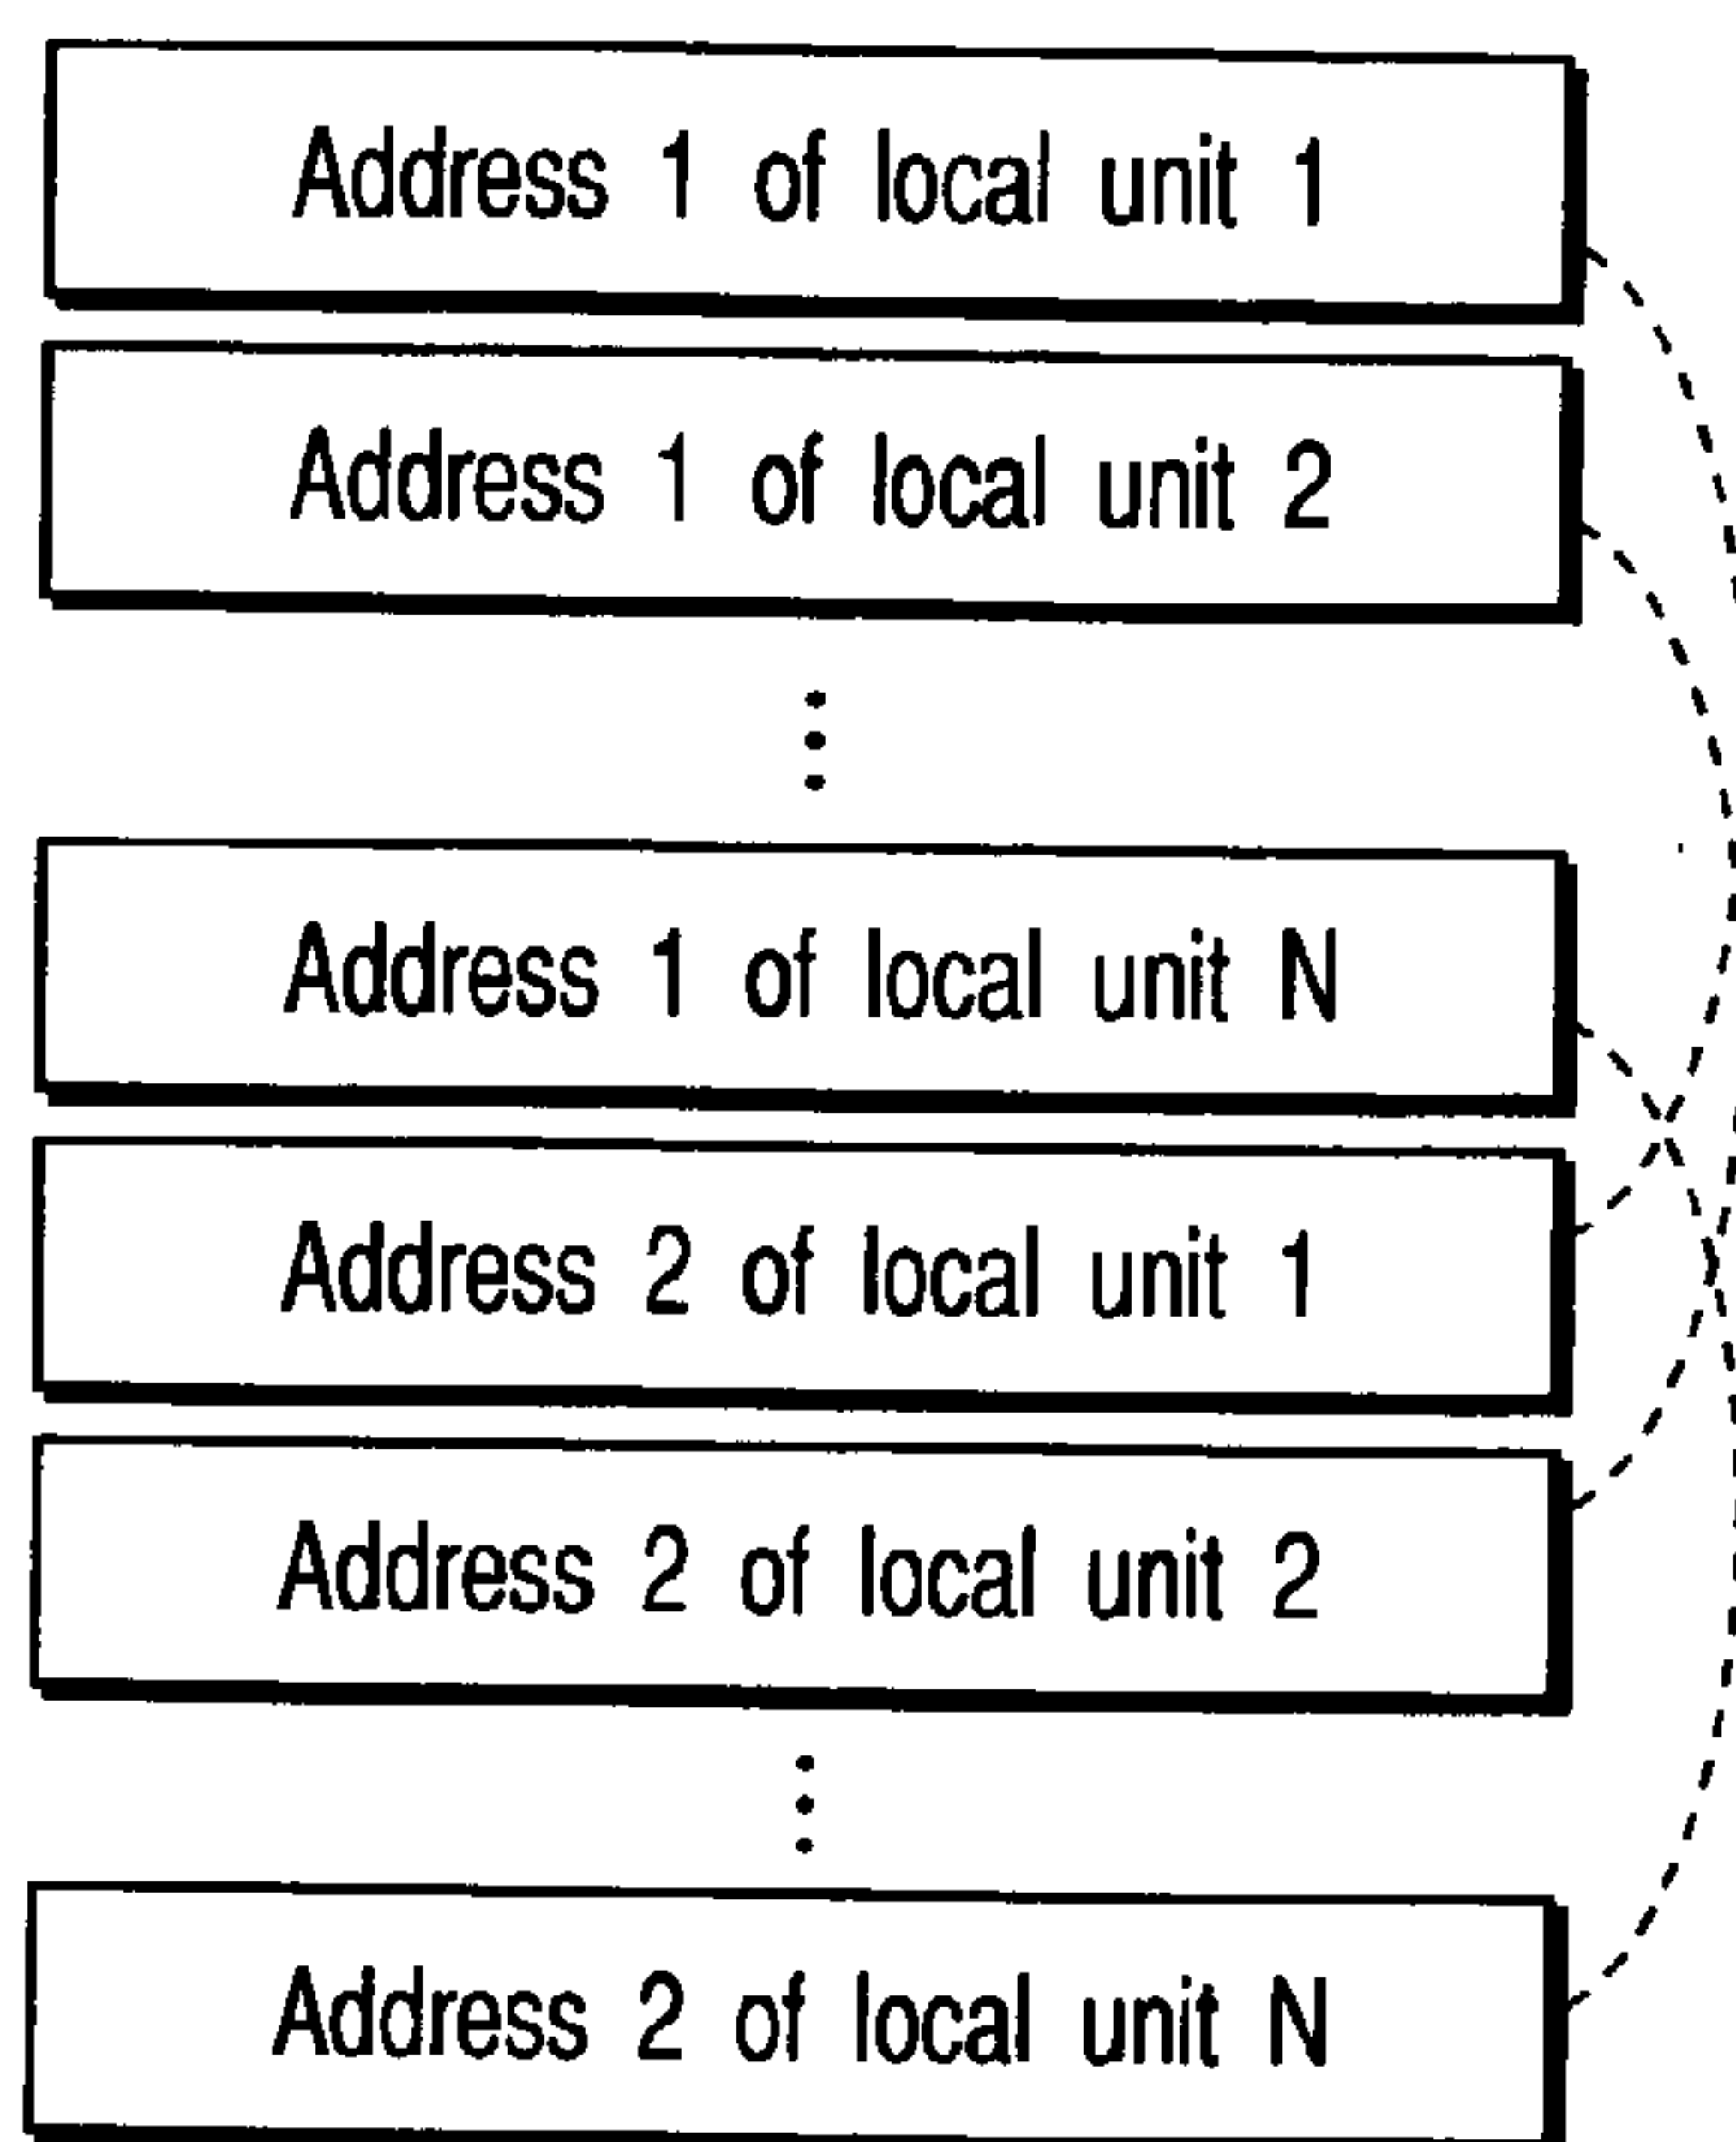 Address 1 of local unit 1
Address 1 of local unit 2
Address 1 of local unit N
Address 2 of local unit 1
Address 2 of local unit 2
Address 2 of local unit N